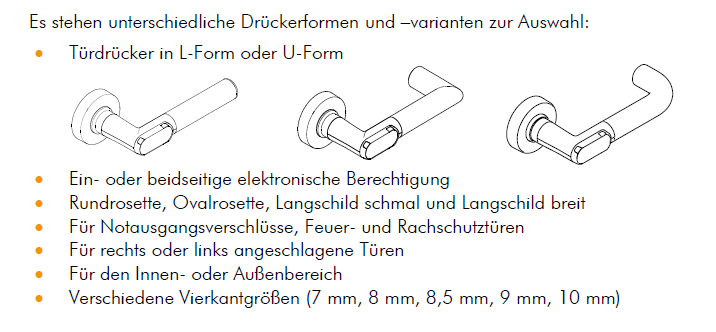 Es stehen unterschiedliche Drückerformen und –varianten zur Auswahl:
• Türdrücker in L-Form oder U-Form
• Ein- oder beidseitige elektronische Berechtigung
• Rundrosette, Ovalrosette, Langschild schmal und Langschild breit
• Für Notausgangsverschlüsse, Feuer- und Rachschutztüren
• Für rechts oder links angeschlagene Türen
• Für den Innen- oder Außenbereich
• Verschiedene Vierkantgrößen (7 mm, 8 mm, 8,5 mm, 9 mm, 10 mm)